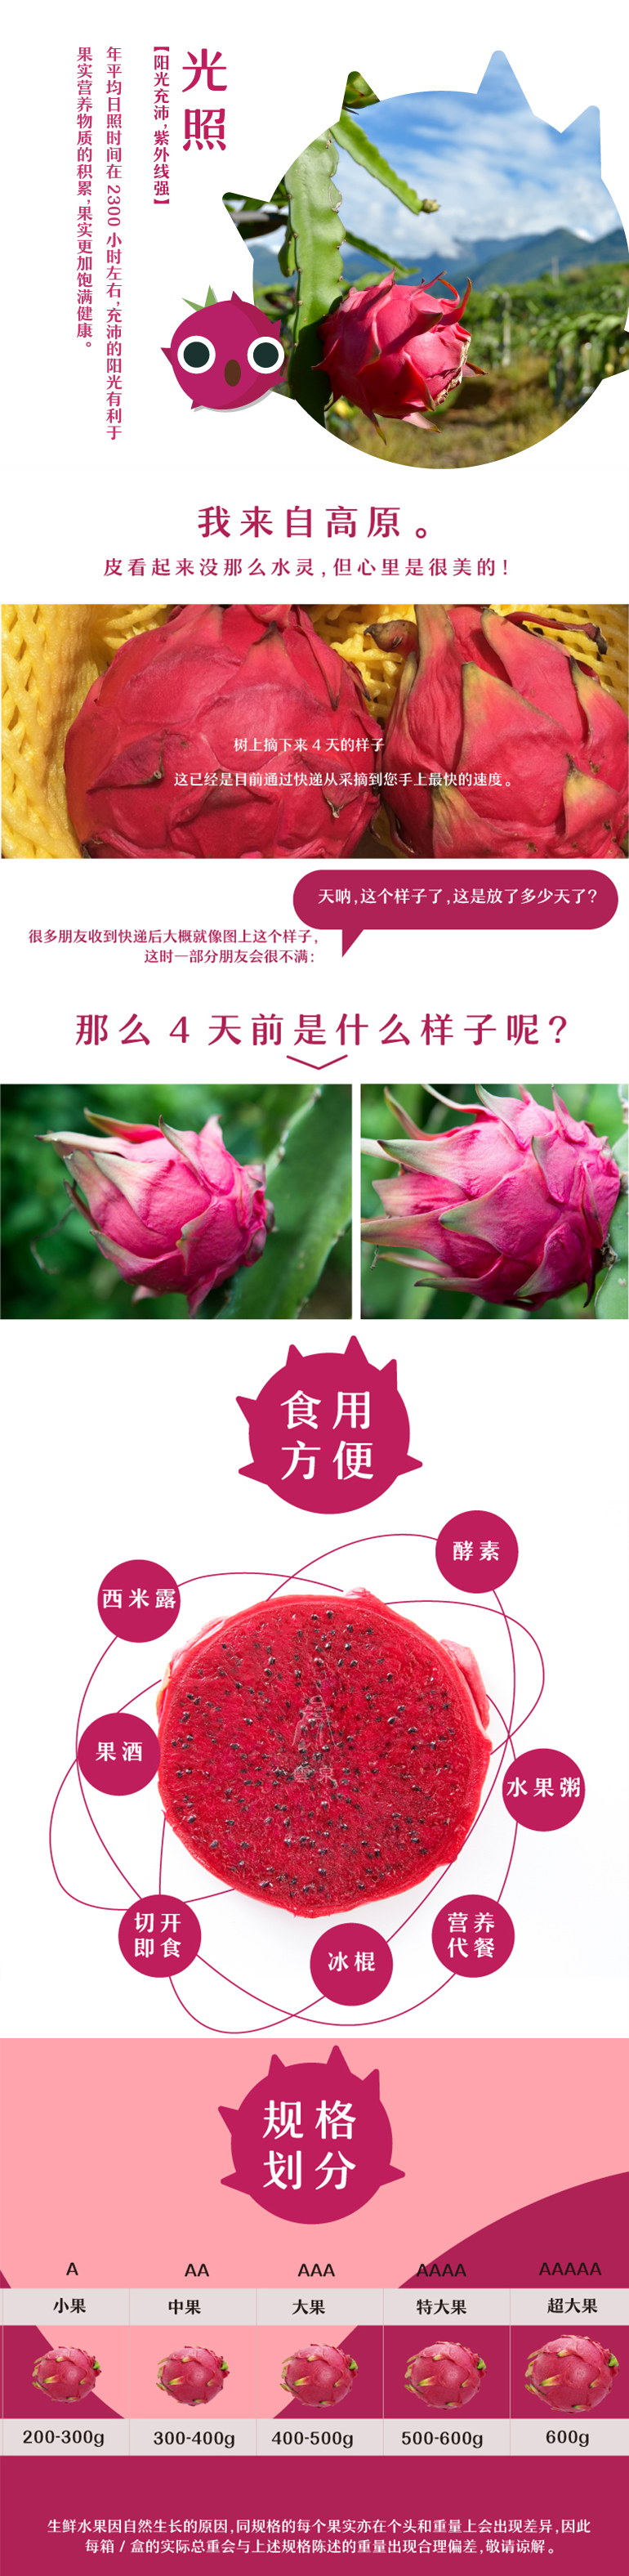 光照
【阳光充沛，紫外线强】
年平均日照时间在 2300 小时左右，充沛的阳光有利于
果实营养物质的积累，果实更加饱满健康。
我来自高原。
皮看起来没那么水灵，但心里是很美的！
树上摘下来 4 天的样子
这已经是目前通过快递从采摘到您手上最快的速度。
天呐，这个样子了，这是放了多少天了？
很多朋友收到快递后大概就像图上这个样子，
这时一部分朋友会很不满：
那么 4 天前是什么样子呢？
食用
方便
酵素
西米露
果酒
水果粥
切开
即食
冰棍
营养
代餐
规格
划分
A AA AAA AAAA AAAAA
小果 中果 大果 特大果 超大果
200-300g 300-400g 400-500g 500-600g 600g
生鲜水果因自然生长的原因，同规格的每个果实亦在个头和重量上会出现差异，因此
每箱 / 盒的实际总重会与上述规格陈述的重量出现合理偏差，敬请谅解。